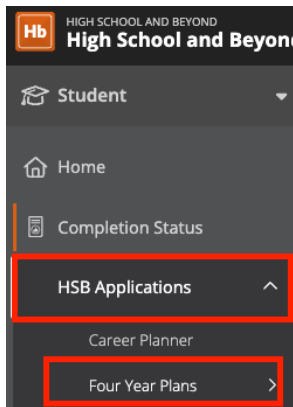 Hb
HIGH SCHOOL AND BEYOND
High School and Beyon
Student
Home
Completion Status
HSB Applications
Career Planner
Four Year Plans